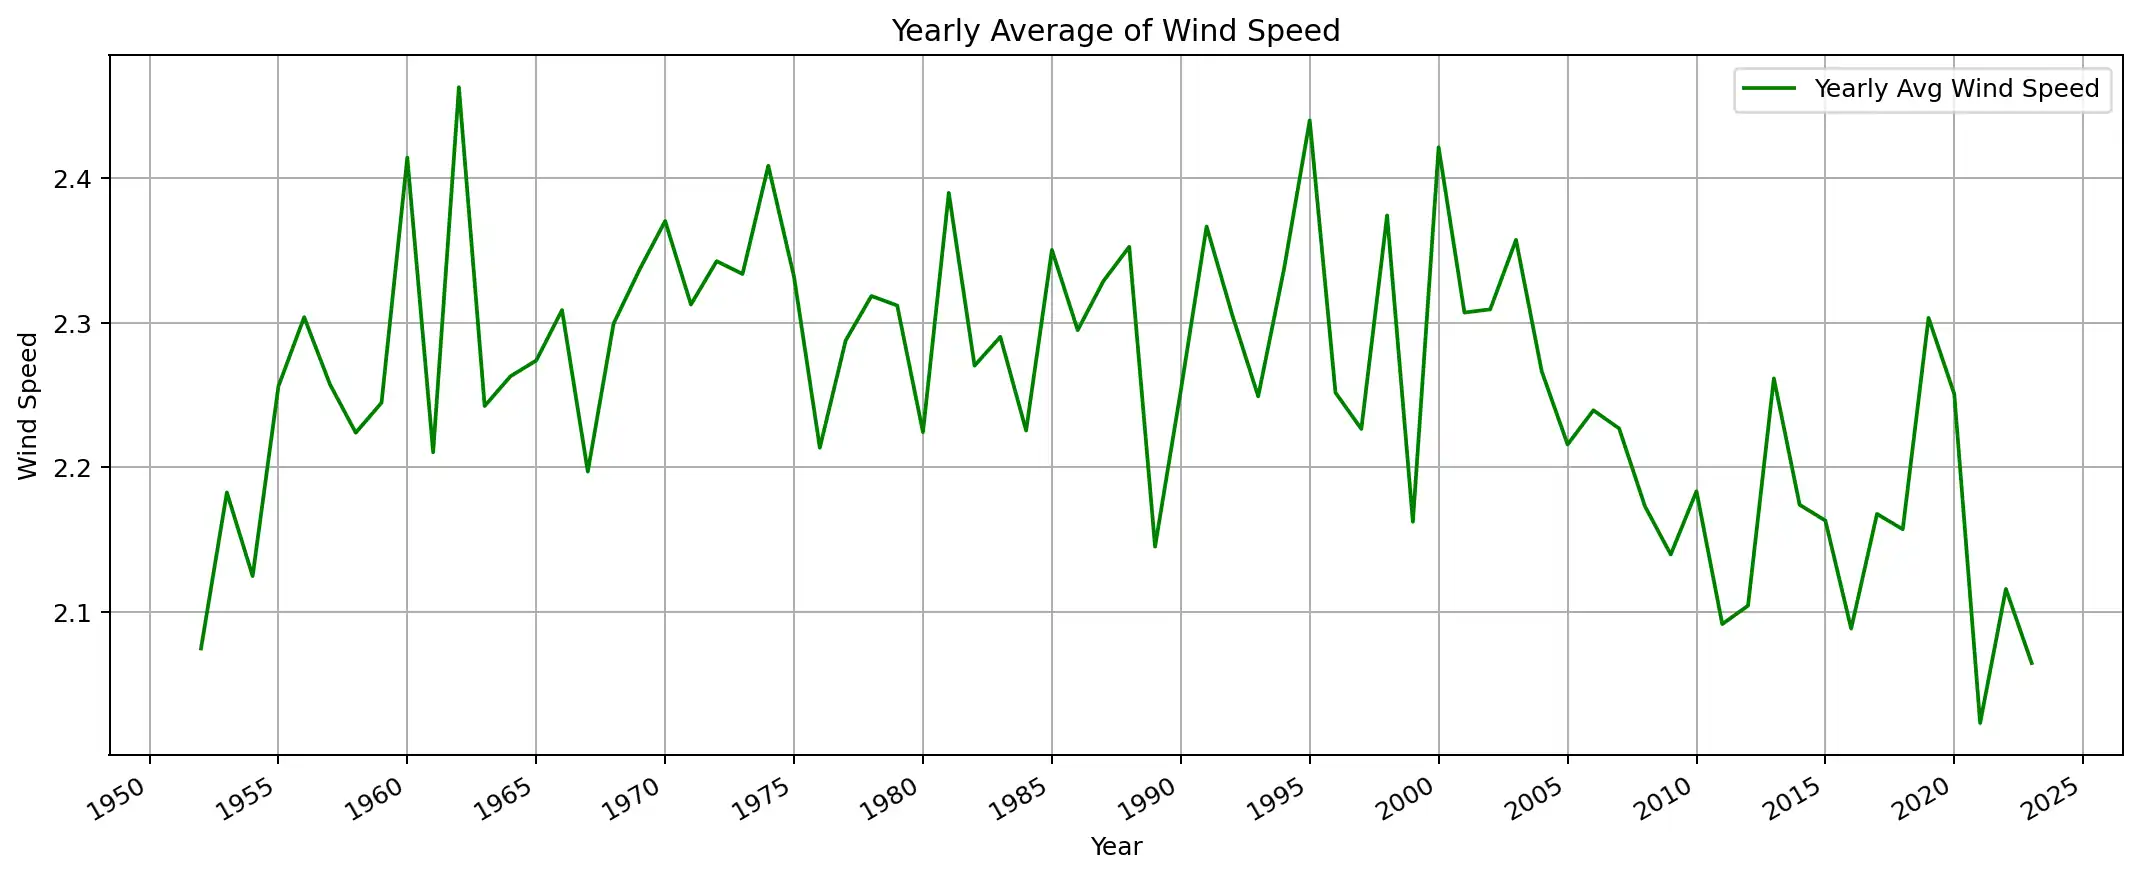 Yearly Average of Wind Speed
Yearly Avg Wind Speed
Wind Speed
2.4
2.3
2.2
2.1
1950 1955 1960 1965 1970 1975 1980 1985 1990 1995 2000 2005 2010 2015 2020 2025
Year